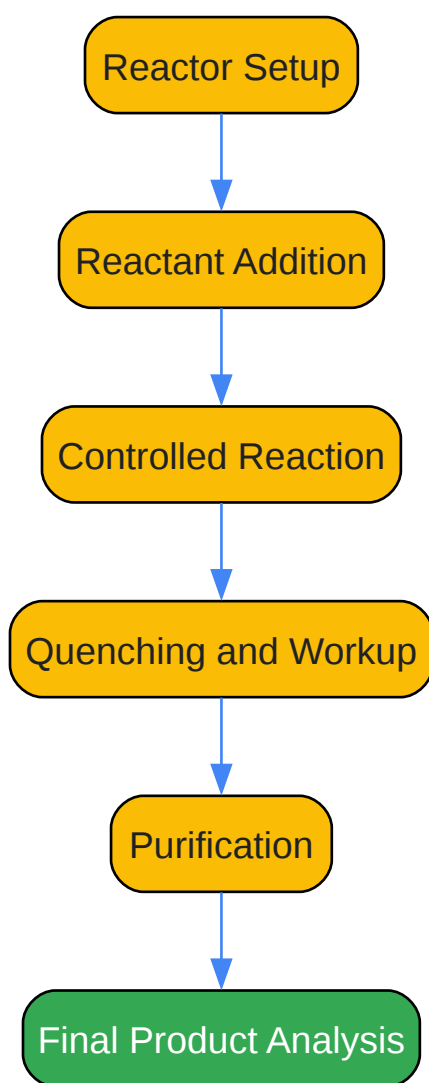 Reactor Setup
Reactant Addition
Controlled Reaction
Quenching and Workup
Purification
Final Product Analysis